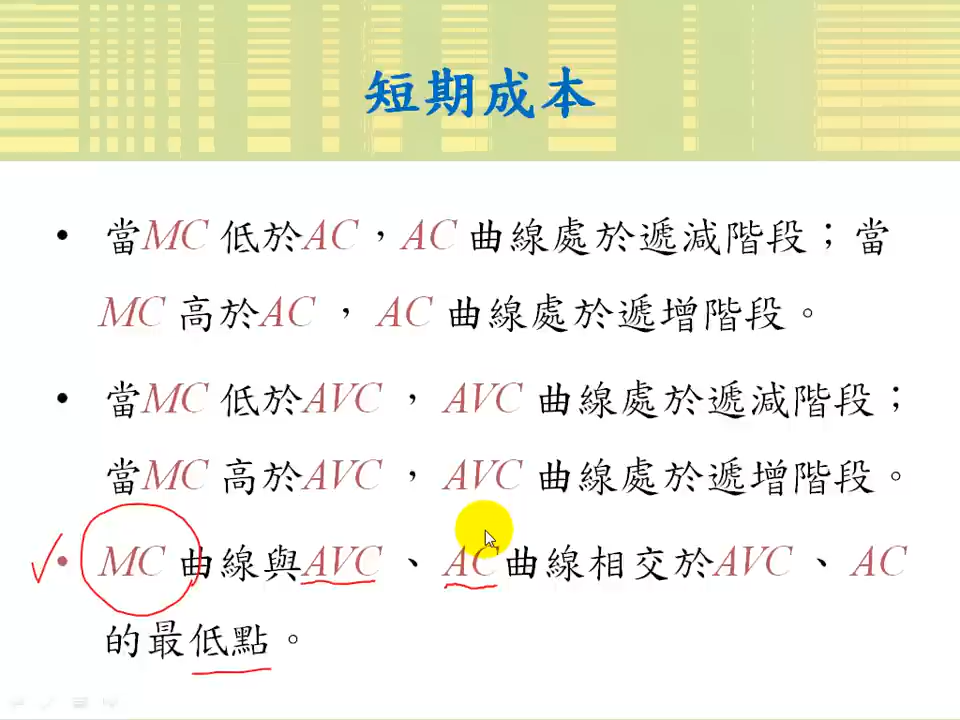 短期成本
• 當MC 低於AC，AC 曲線處於遞減階段；當
MC 高於AC ， AC 曲線處於遞增階段。
• 當MC 低於AVC ， AVC 曲線處於遞減階段；
當MC 高於AVC ， AVC 曲線處於遞增階段。
• MC 曲線與AVC 、 AC曲線相交於AVC 、 AC
的最低點。